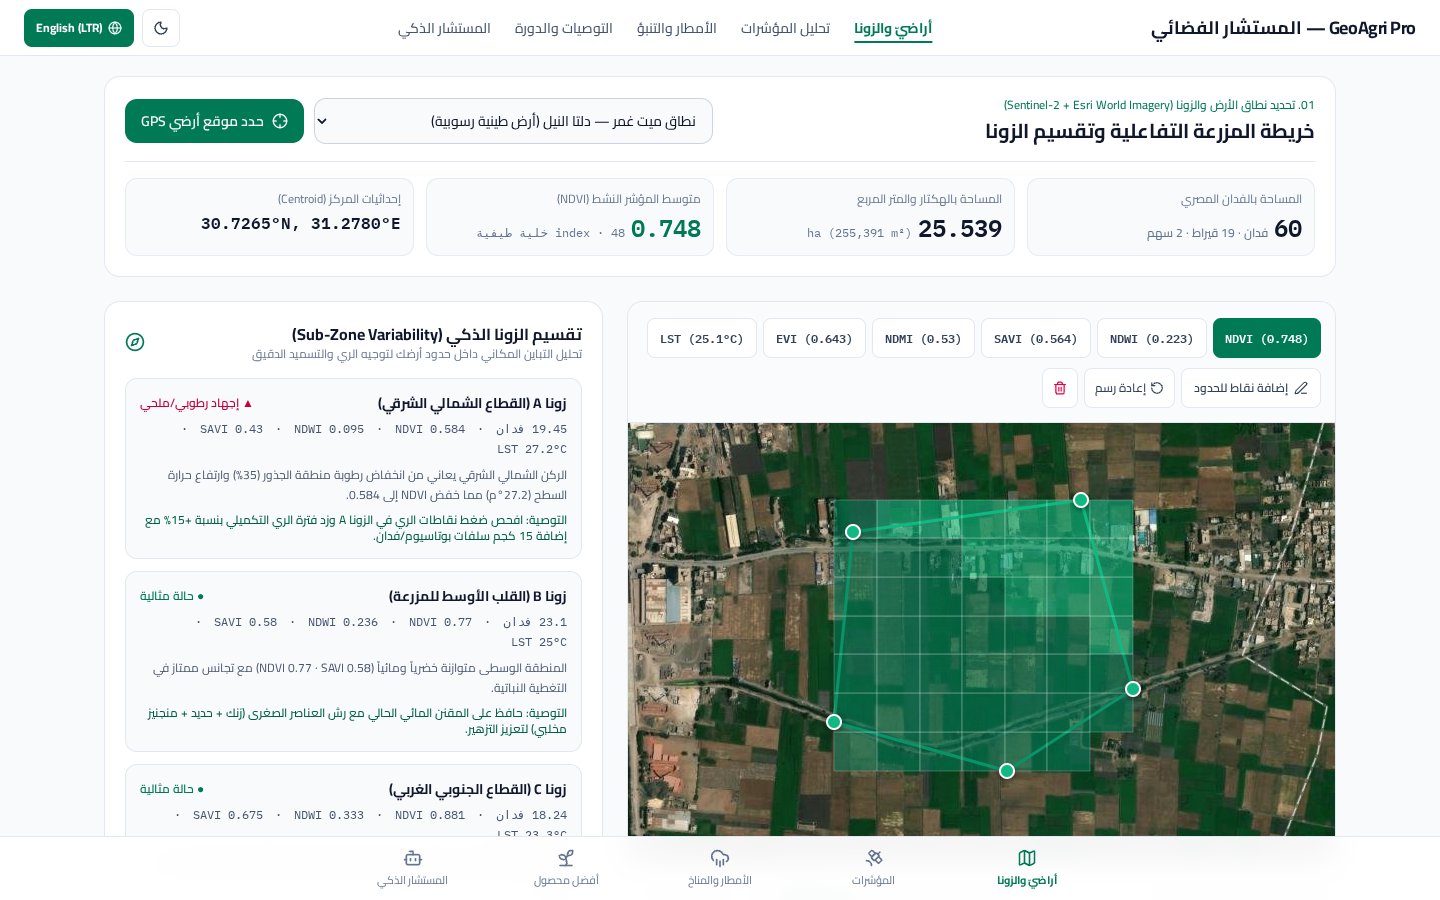 GeoAgri Pro — المستشار الفضائي
أراضيّ والزونا
تحليل المؤشرات
الأمطار والتنبؤ
التوصيات والدورة
المستشار الذكي
English (LTR)
01. تحديد نطاق الأرض والزونا (Sentinel-2 + Esri World Imagery)
خريطة المزرعة التفاعلية وتقسيم الزونا
نطاق ميت غمر — دلتا النيل (أرض طينية رسوبية)
حدد موقع أرضي GPS
المساحة بالفدان المصري
60 فدان · 19 قيراط · 2 سهم
المساحة بالهكتار والمتر المربع
25.539 ha (255,391 m²)
متوسط المؤشر النشط (NDVI)
0.748 index · 48 خلية طيفية
إحداثيات المركز (Centroid)
30.7265°N, 31.2780°E
NDVI (0.748)
NDWI (0.223)
SAVI (0.564)
NDMI (0.53)
EVI (0.643)
LST (25.1°C)
إضافة نقاط للحدود
إعادة رسم
تقسيم الزونا الذكي (Sub-Zone Variability)
تحليل التباين المكاني داخل حدود أرضك لتوجيه الري والتسميد الدقيق
زونا A (القطاع الشمالي الشرقي)
▲ إجهاد رطوبي/ملحي
19.45 فدان · NDVI 0.584 · NDWI 0.095 · SAVI 0.43 ·
LST 27.2°C
الركن الشمالي الشرقي يعاني من انخفاض رطوبة منطقة الجذور (35%) وارتفاع حرارة
السطح (27.2°م) مما خفض NDVI إلى 0.584.
التوصية: افحص ضغط نقاطات الري في الزونا A وزد فترة الري التكميلي بنسبة +15% مع
إضافة 15 كجم سلفات بوتاسيوم/فدان.
زونا B (القلب الأوسط للمزرعة)
● حالة مثالية
23.1 فدان · NDVI 0.77 · NDWI 0.236 · SAVI 0.58 ·
LST 25°C
المنطقة الوسطى متوازنة خضرياً ومائياً (NDVI 0.77 · SAVI 0.58) مع تجانس ممتاز في
التغطية النباتية.
التوصية: حافظ على المقنن المائي الحالي مع رش العناصر الصغرى (زنك + حديد + منجنيز
مخلبي) لتعزيز التزهير.
زونا C (القطاع الجنوبي الغربي)
● حالة مثالية
18.24 فدان · NDVI 0.881 · NDWI 0.333 · SAVI 0.675 ·
LST 23.3°C
أراضيّ والزونا
المؤشرات
الأمطار والمناخ
أفضل محصول
المستشار الذكي